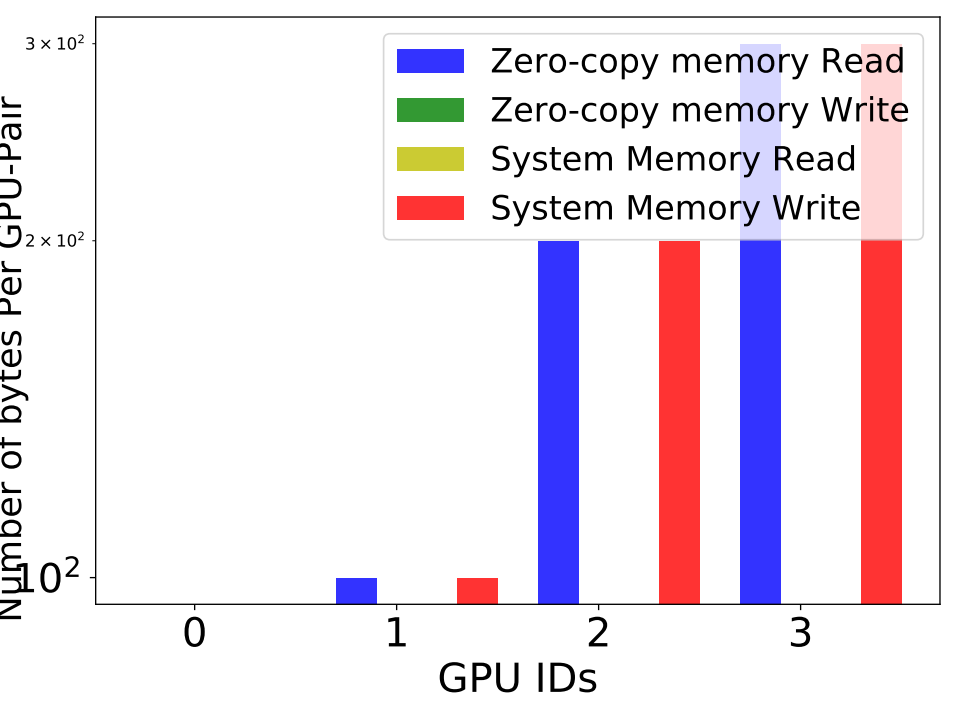 Number of bytes Per GPU-Pair
3 × 10²
2 × 10²
10²
Zero-copy memory Read
Zero-copy memory Write
System Memory Read
System Memory Write
0 1 2 3
GPU IDs